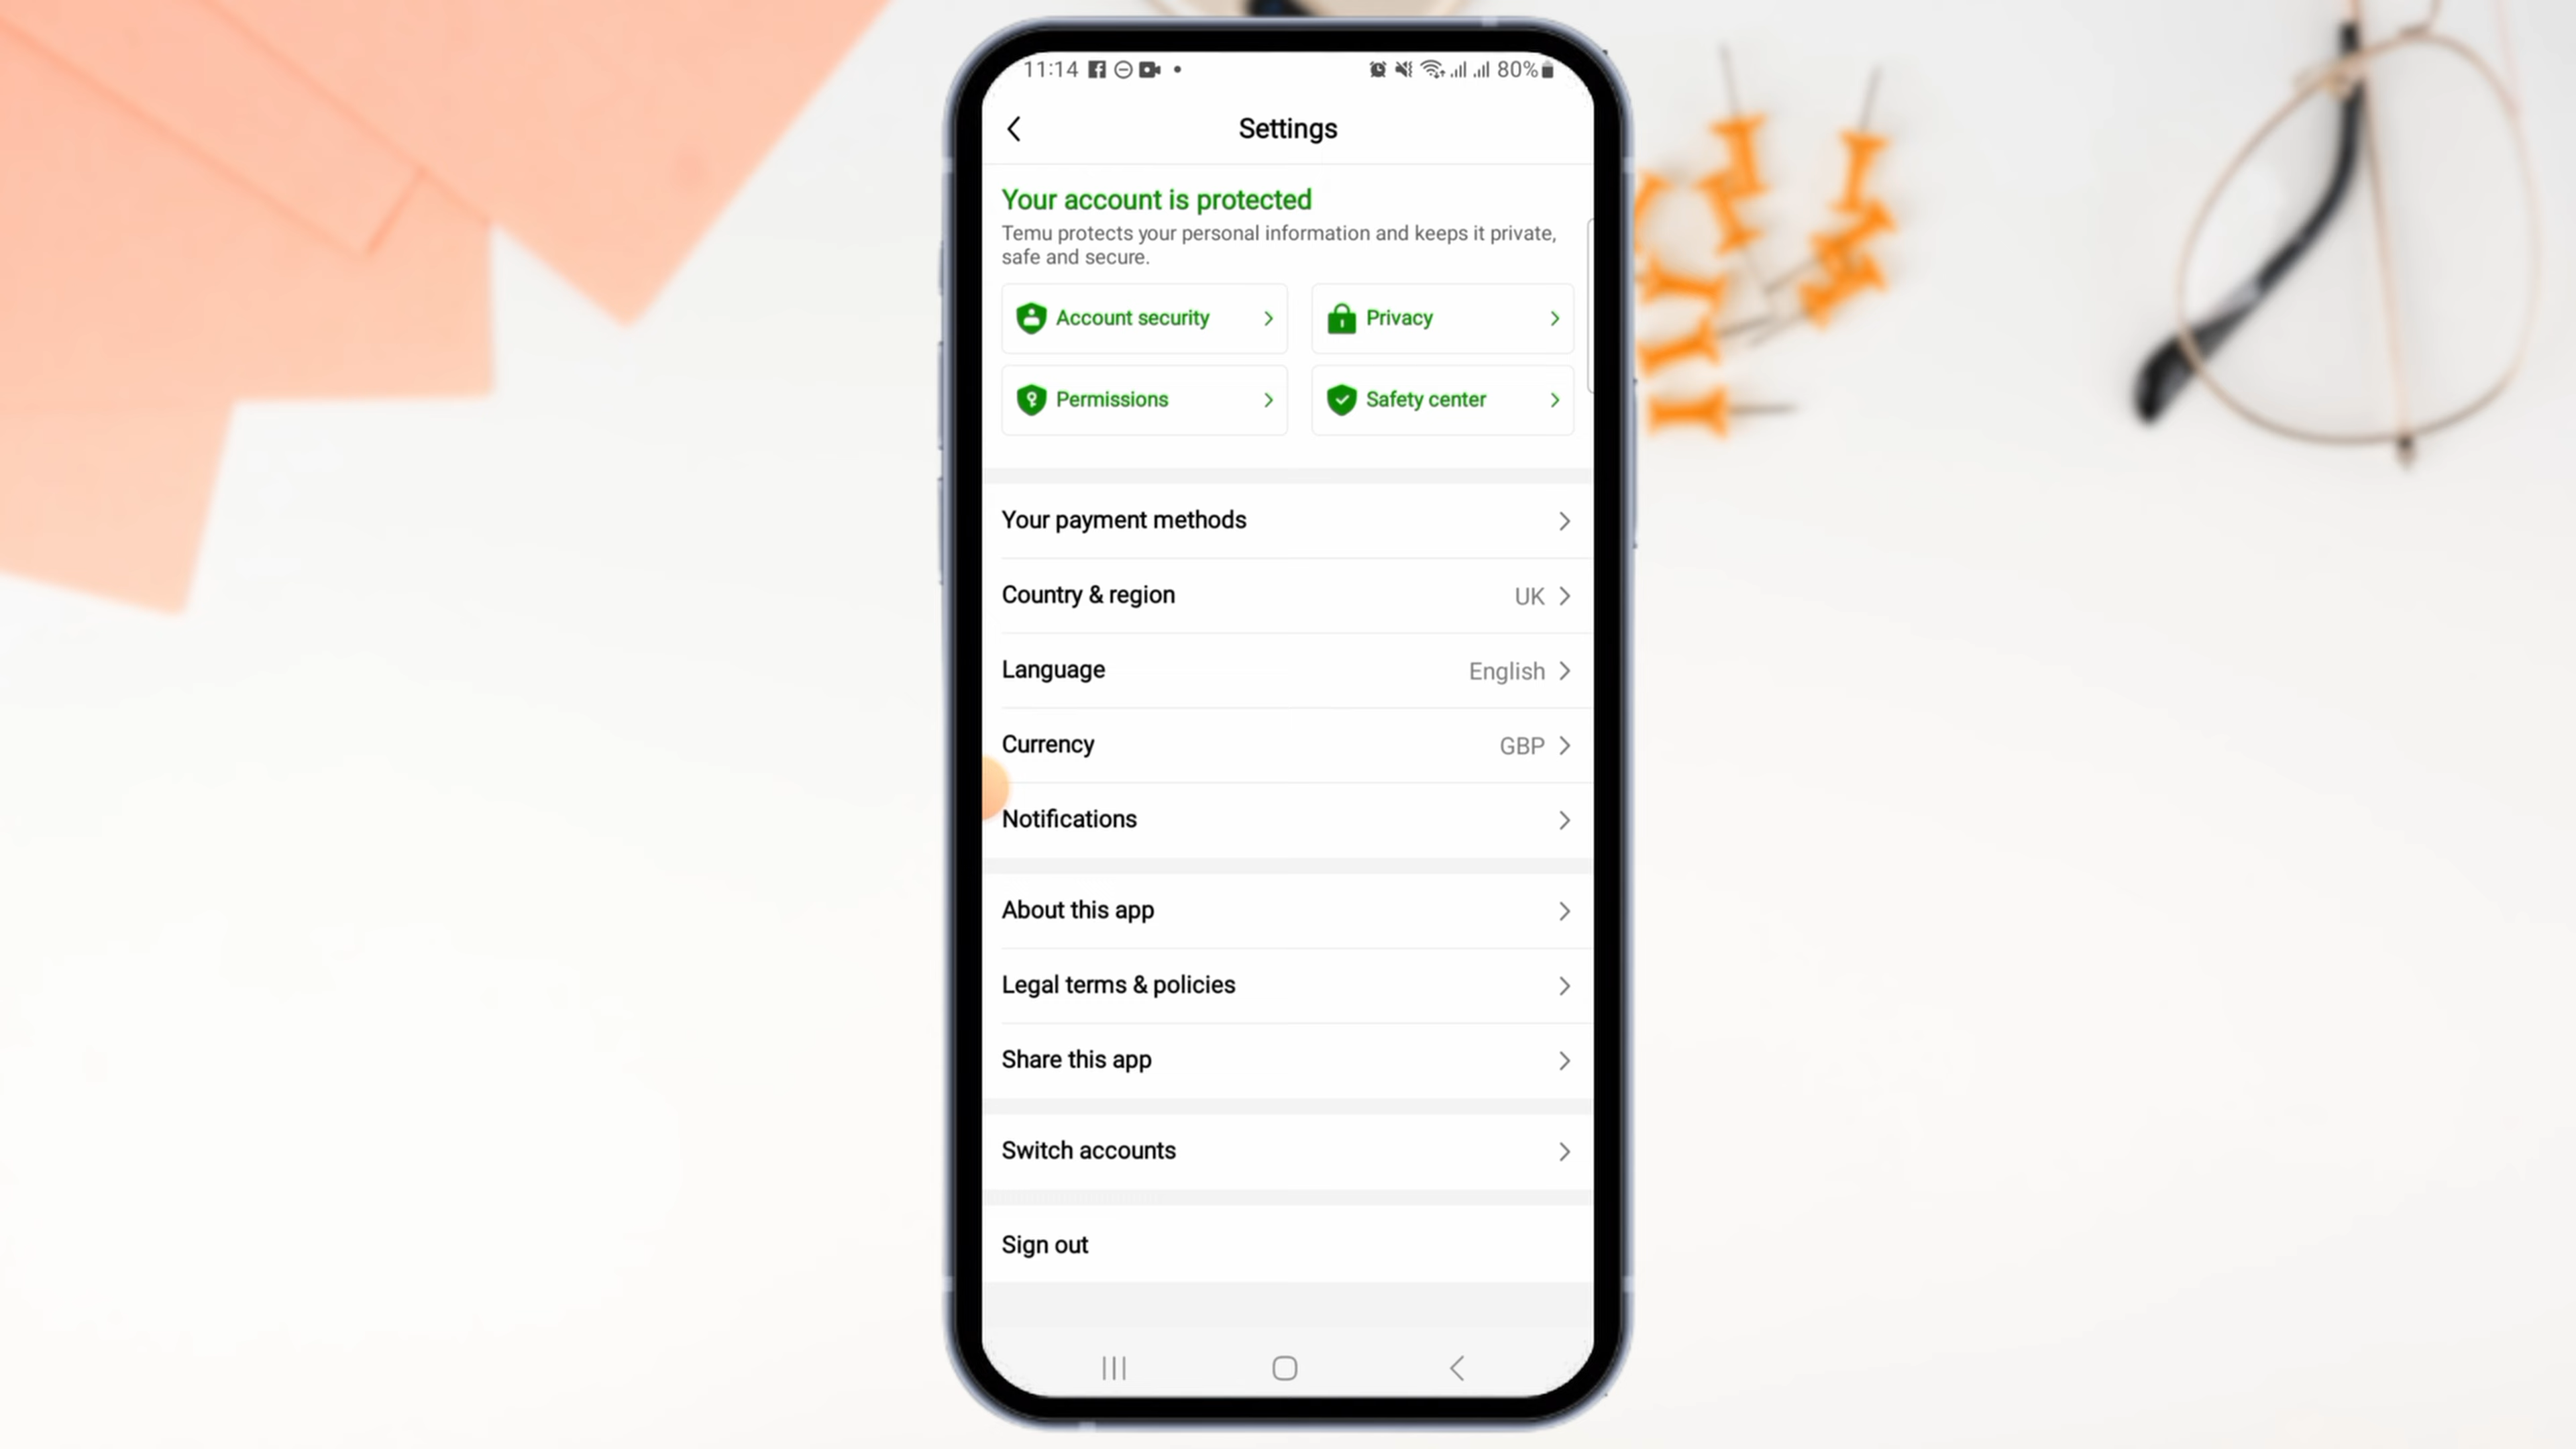 11:14 80%
Settings
Your account is protected
Temu protects your personal information and keeps it private,
safe and secure.
Account security
Privacy
Permissions
Safety center
Your payment methods
Country & region UK
Language English
Currency GBP
Notifications
About this app
Legal terms & policies
Share this app
Switch accounts
Sign out